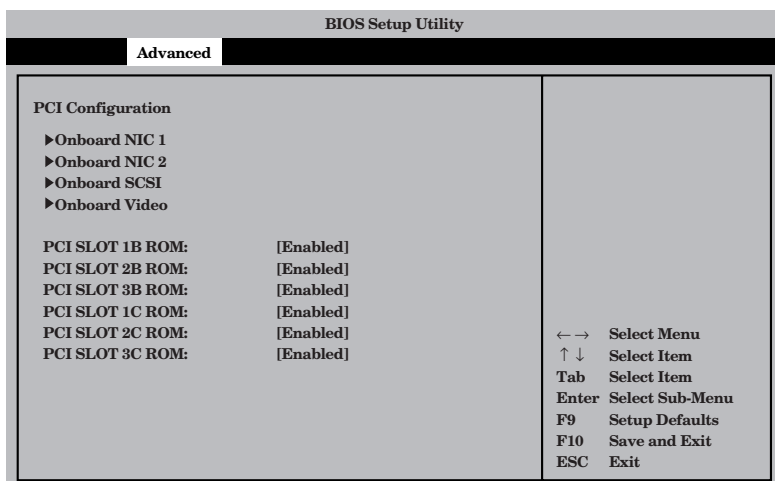 BIOS Setup Utility
Advanced
PCI Configuration
▶Onboard NIC 1
▶Onboard NIC 2
▶Onboard SCSI
▶Onboard Video
PCI SLOT 1B ROM: [Enabled]
PCI SLOT 2B ROM: [Enabled]
PCI SLOT 3B ROM: [Enabled]
PCI SLOT 1C ROM: [Enabled]
PCI SLOT 2C ROM: [Enabled]
PCI SLOT 3C ROM: [Enabled]
←→ Select Menu
↑↓ Select Item
Tab Select Item
Enter Select Sub-Menu
F9 Setup Defaults
F10 Save and Exit
ESC Exit